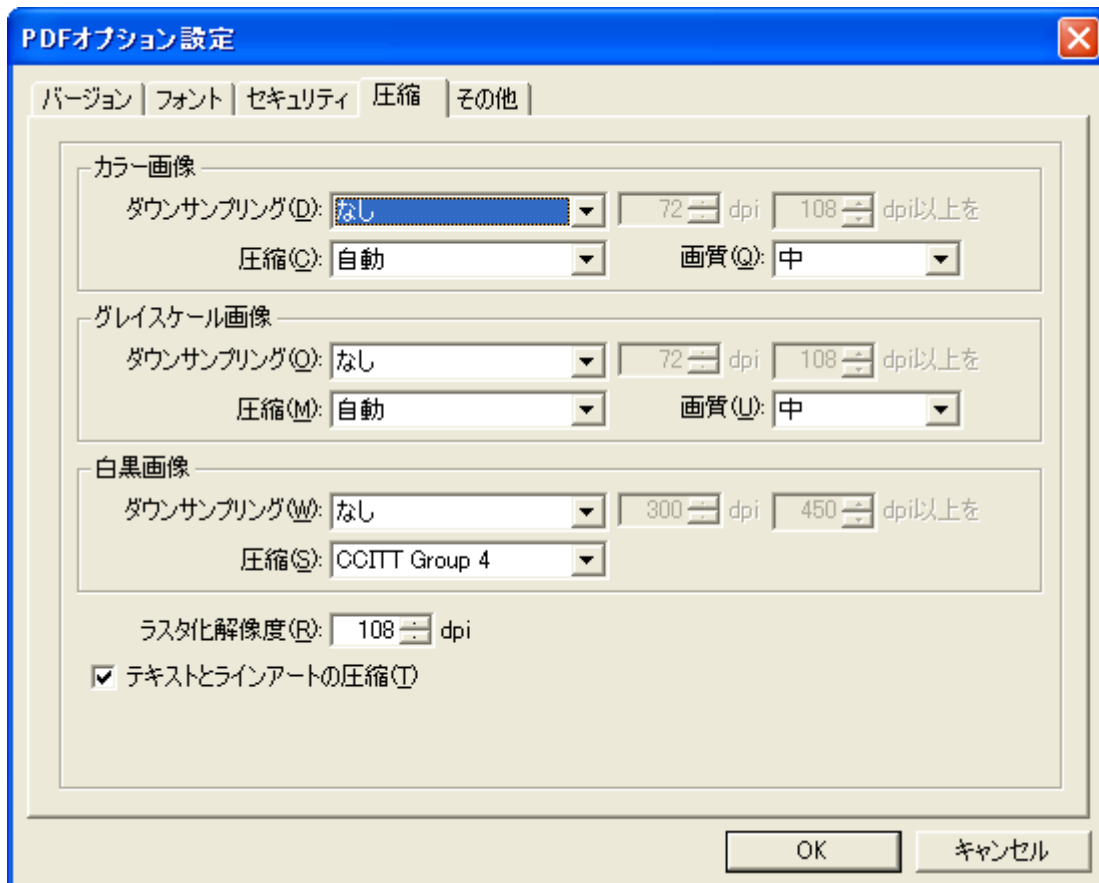 PDFオプション設定
バージョン フォント セキュリティ 圧縮 その他
カラー画像
ダウンサンプリング(D): なし 72 dpi 108 dpi以上を
圧縮(C): 自動 画質(Q): 中
グレイスケール画像
ダウンサンプリング(O): なし 72 dpi 108 dpi以上を
圧縮(M): 自動 画質(U): 中
白黒画像
ダウンサンプリング(W): なし 300 dpi 450 dpi以上を
圧縮(S): CCITT Group 4
ラスタ化解像度(R): 108 dpi
テキストとラインアートの圧縮(T)
OK キャンセル